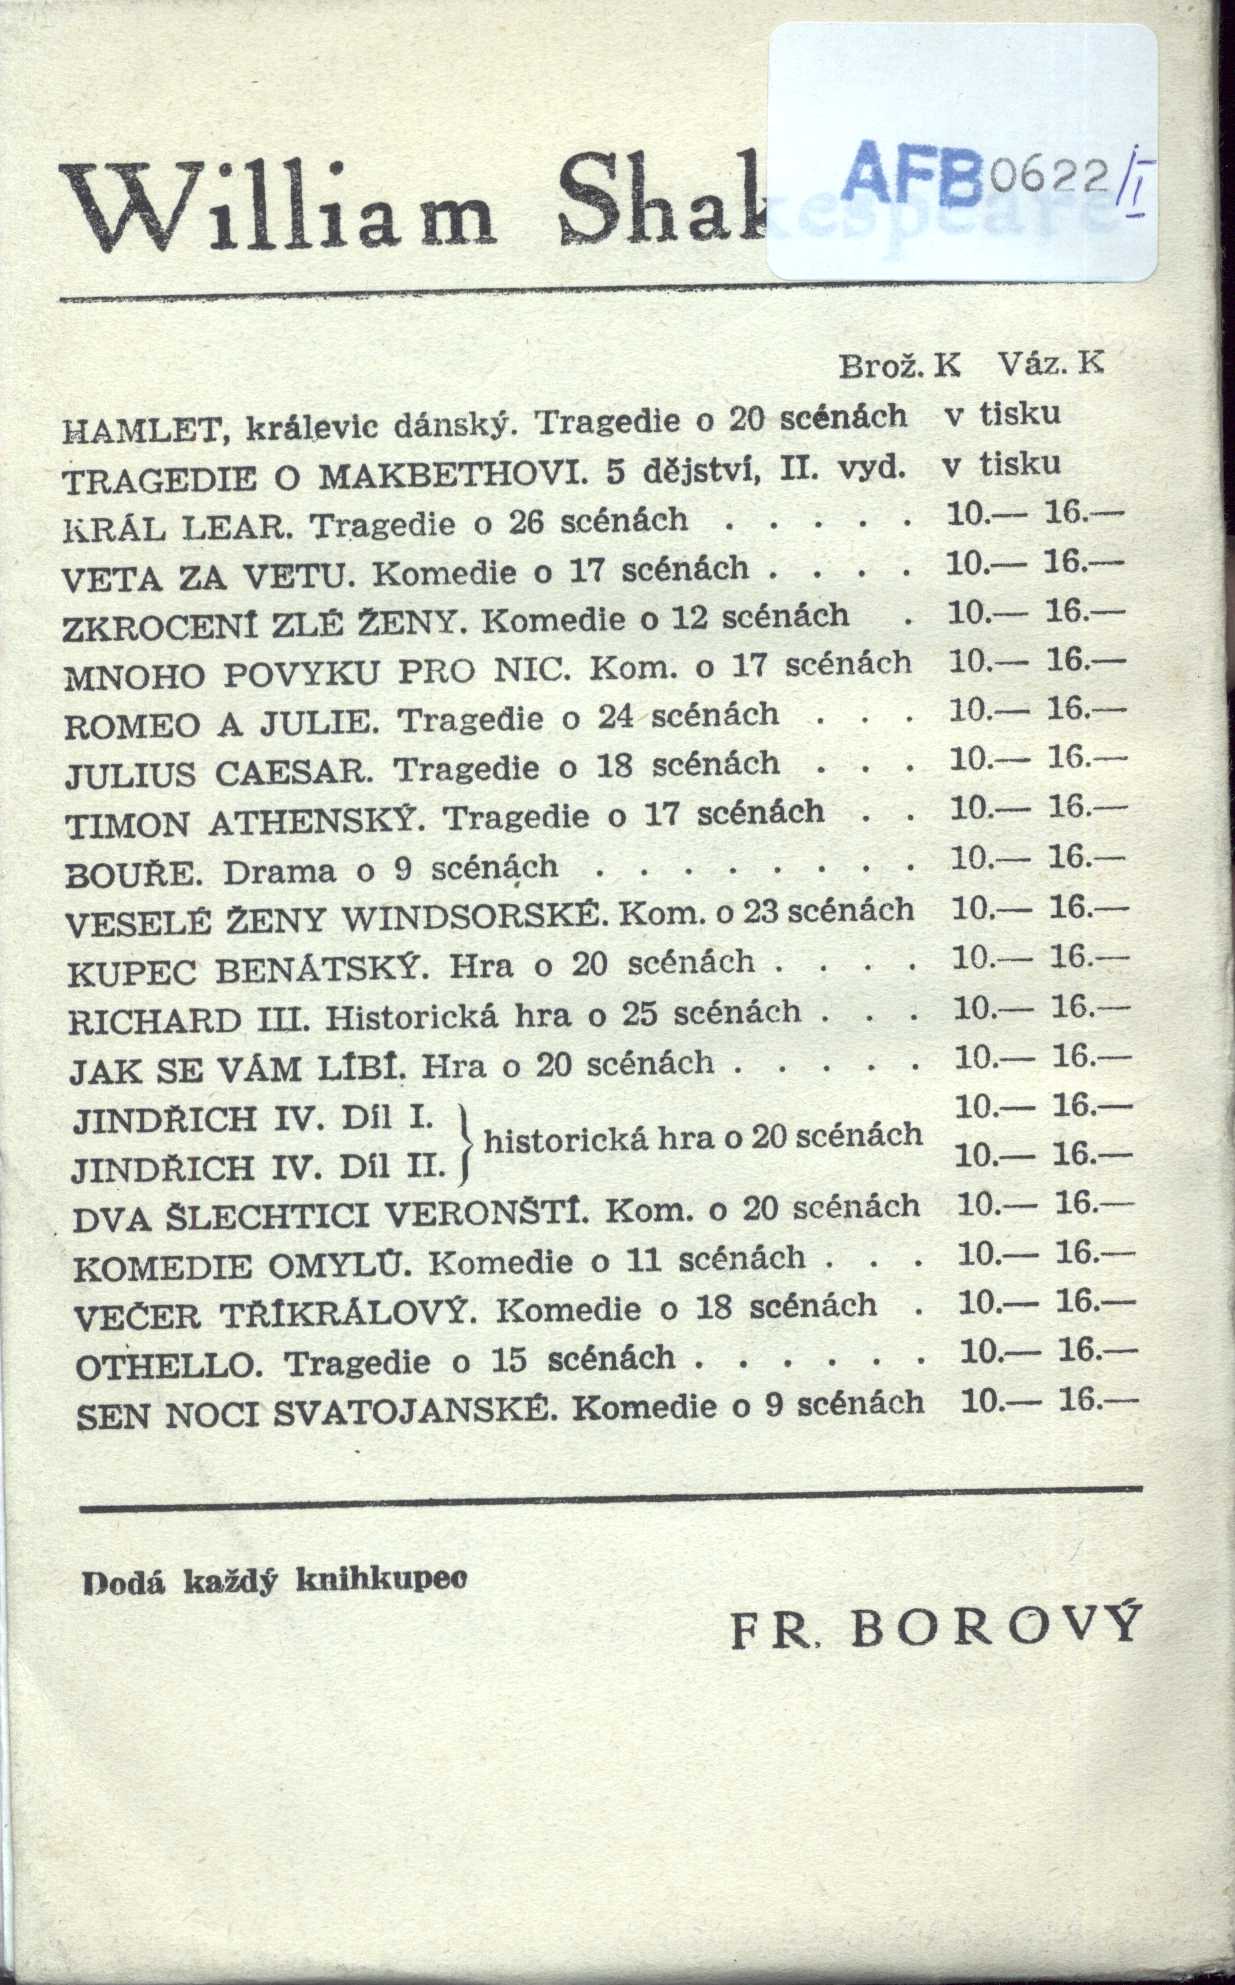 AFB 0622/I
William Shakespeare
Brož. K Váz. K
HAMLET, králevic dánský. Tragedie o 20 scénách v tisku
TRAGEDIE O MAKBETHOVI. 5 dějství, II. vyd. v tisku
KRÁL LEAR. Tragedie o 26 scénách . . . . . 10.— 16.—
VETA ZA VETU. Komedie o 17 scénách . . . . 10.— 16.—
ZKROCENÍ ZLÉ ŽENY. Komedie o 12 scénách . 10.— 16.—
MNOHO POVYKU PRO NIC. Kom. o 17 scénách 10.— 16.—
ROMEO A JULIE. Tragedie o 24 scénách . . . 10.— 16.—
JULIUS CAESAR. Tragedie o 18 scénách . . . 10.— 16.—
TIMON ATHENSKÝ. Tragedie o 17 scénách . . 10.— 16.—
BOUŘE. Drama o 9 scénách . . . . . . . . 10.— 16.—
VESELÉ ŽENY WINDSORSKÉ. Kom. o 23 scénách 10.— 16.—
KUPEC BENÁTSKÝ. Hra o 20 scénách . . . . 10.— 16.—
RICHARD III. Historická hra o 25 scénách . . . 10.— 16.—
JAK SE VÁM LÍBÍ. Hra o 20 scénách . . . . . 10.— 16.—
JINDŘICH IV. Díl I. 10.— 16.—
} historická hra o 20 scénách
JINDŘICH IV. Díl II. 10.— 16.—
DVA ŠLECHTICI VERONŠTÍ. Kom. o 20 scénách 10.— 16.—
KOMEDIE OMYLŮ. Komedie o 11 scénách . . . 10.— 16.—
VEČER TŘÍKRÁLOVÝ. Komedie o 18 scénách . 10.— 16.—
OTHELLO. Tragedie o 15 scénách . . . . . . 10.— 16.—
SEN NOCI SVATOJANSKÉ. Komedie o 9 scénách 10.— 16.—
Dodá každý knihkupec
FR. BOROVÝ